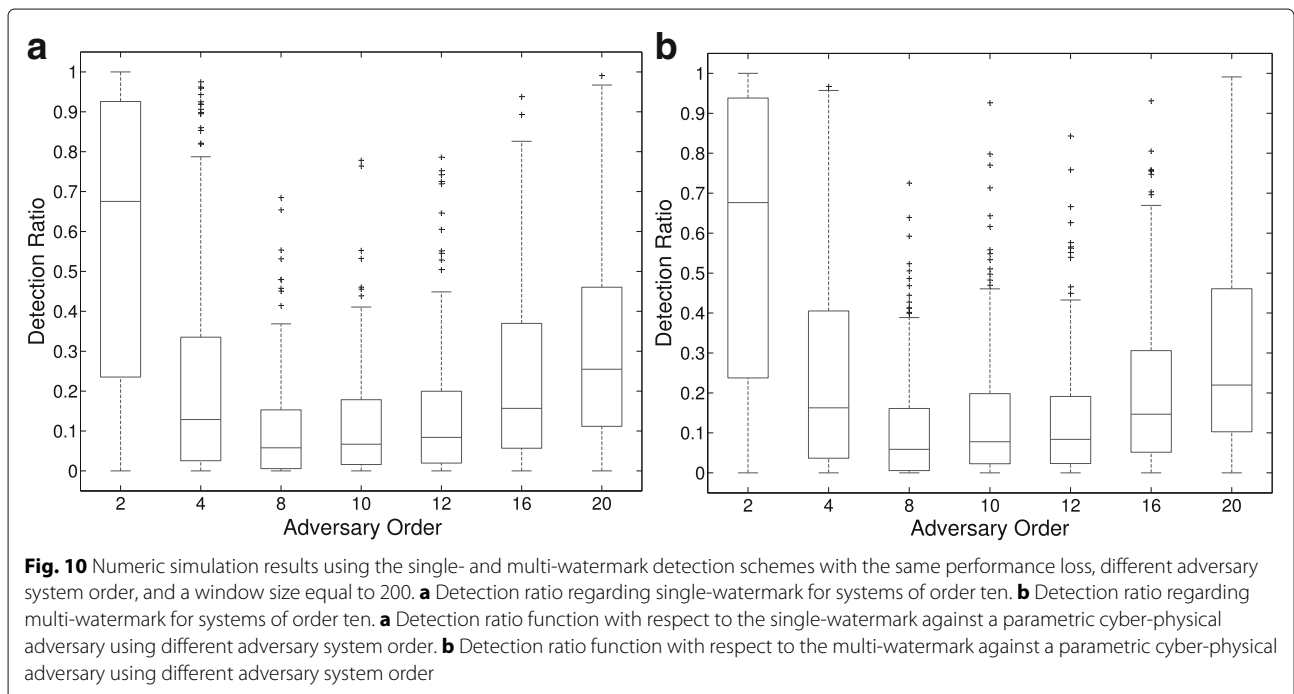 a
1
0.9
0.8
0.7
0.6
0.5
0.4
0.3
0.2
0.1
0
Detection Ratio
2 4 8 10 12 16 20
Adversary Order
b
1
0.9
0.8
0.7
0.6
0.5
0.4
0.3
0.2
0.1
0
Detection Ratio
2 4 8 10 12 16 20
Adversary Order
Fig. 10 Numeric simulation results using the single- and multi-watermark detection schemes with the same performance loss, different adversary
system order, and a window size equal to 200. a Detection ratio regarding single-watermark for systems of order ten. b Detection ratio regarding
multi-watermark for systems of order ten. a Detection ratio function with respect to the single-watermark against a parametric cyber-physical
adversary using different adversary system order. b Detection ratio function with respect to the multi-watermark against a parametric cyber-physical
adversary using different adversary system order